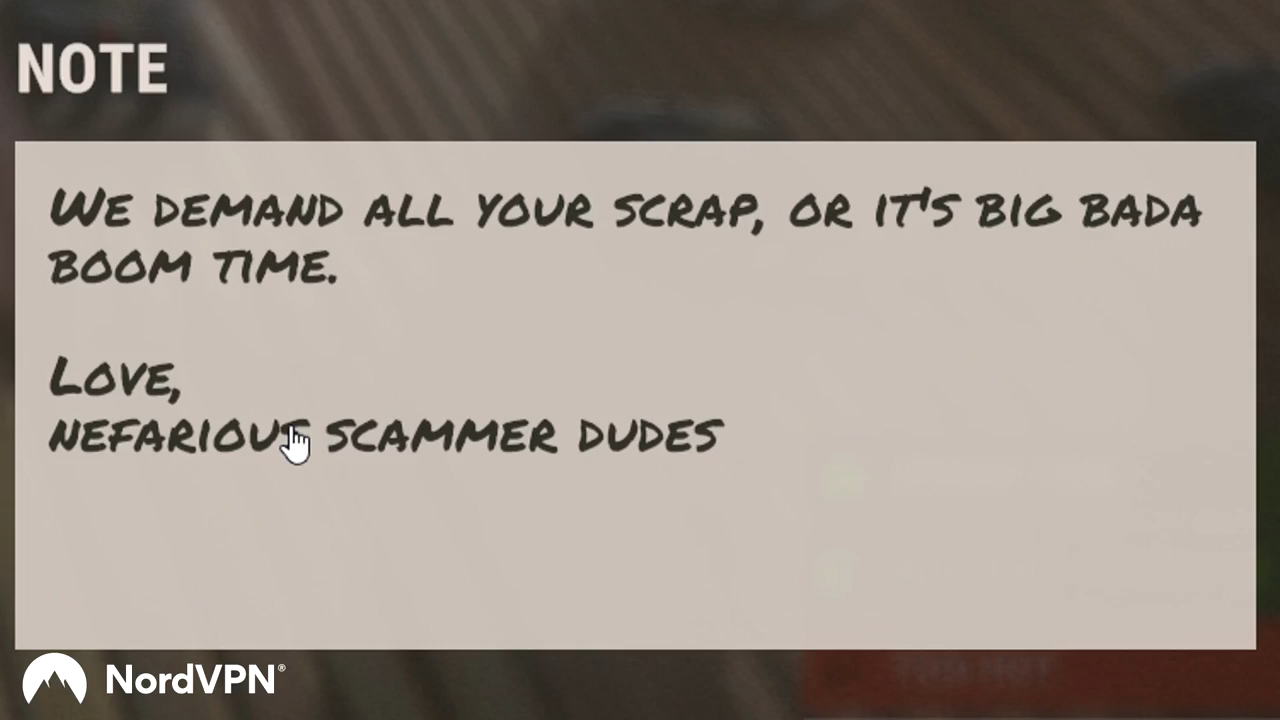 NOTE
WE DEMAND ALL YOUR SCRAP, OR IT'S BIG BADA
BOOM TIME.
LOVE,
NEFARIOUS SCAMMER DUDES
NordVPN®